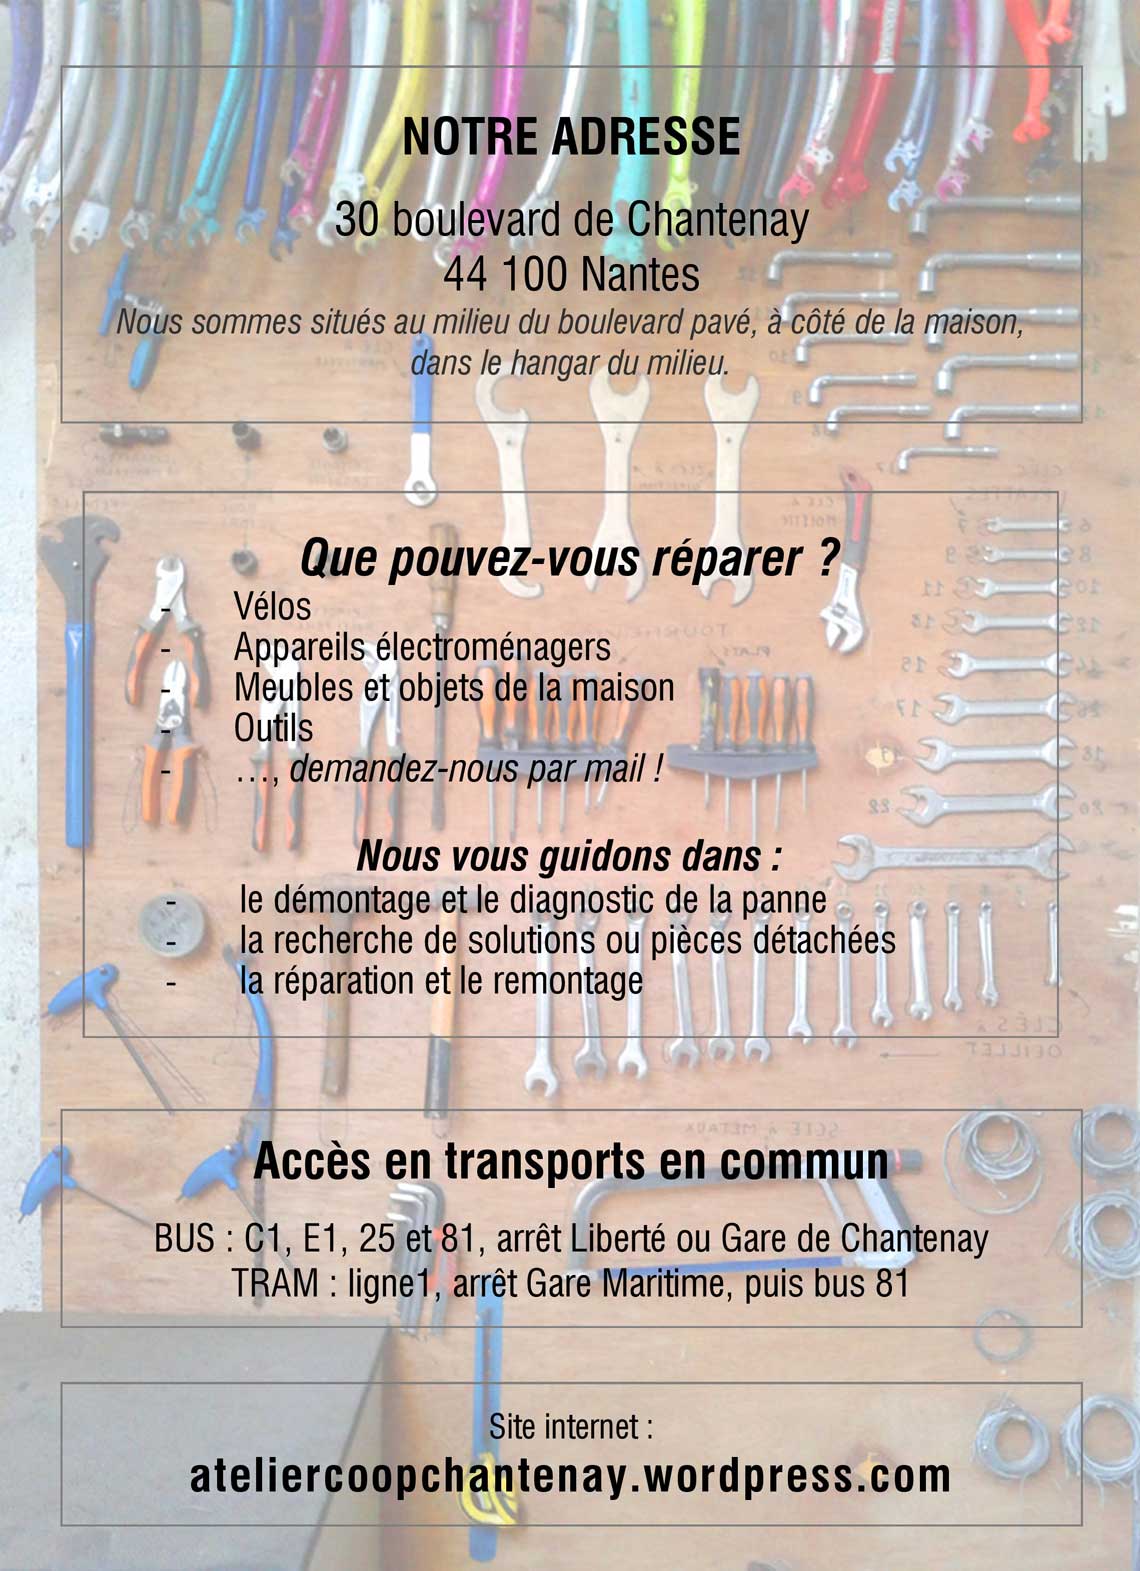 NOTRE ADRESSE
30 boulevard de Chantenay
44 100 Nantes
Nous sommes situés au milieu du boulevard pavé, à côté de la maison,
dans le hangar du milieu.
Que pouvez-vous réparer ?
- Vélos
- Appareils électroménagers
- Meubles et objets de la maison
- Outils
- …, demandez-nous par mail !
Nous vous guidons dans :
- le démontage et le diagnostic de la panne
- la recherche de solutions ou pièces détachées
- la réparation et le remontage
Accès en transports en commun
BUS : C1, E1, 25 et 81, arrêt Liberté ou Gare de Chantenay
TRAM : ligne1, arrêt Gare Maritime, puis bus 81
Site internet :
ateliercoopchantenay.wordpress.com